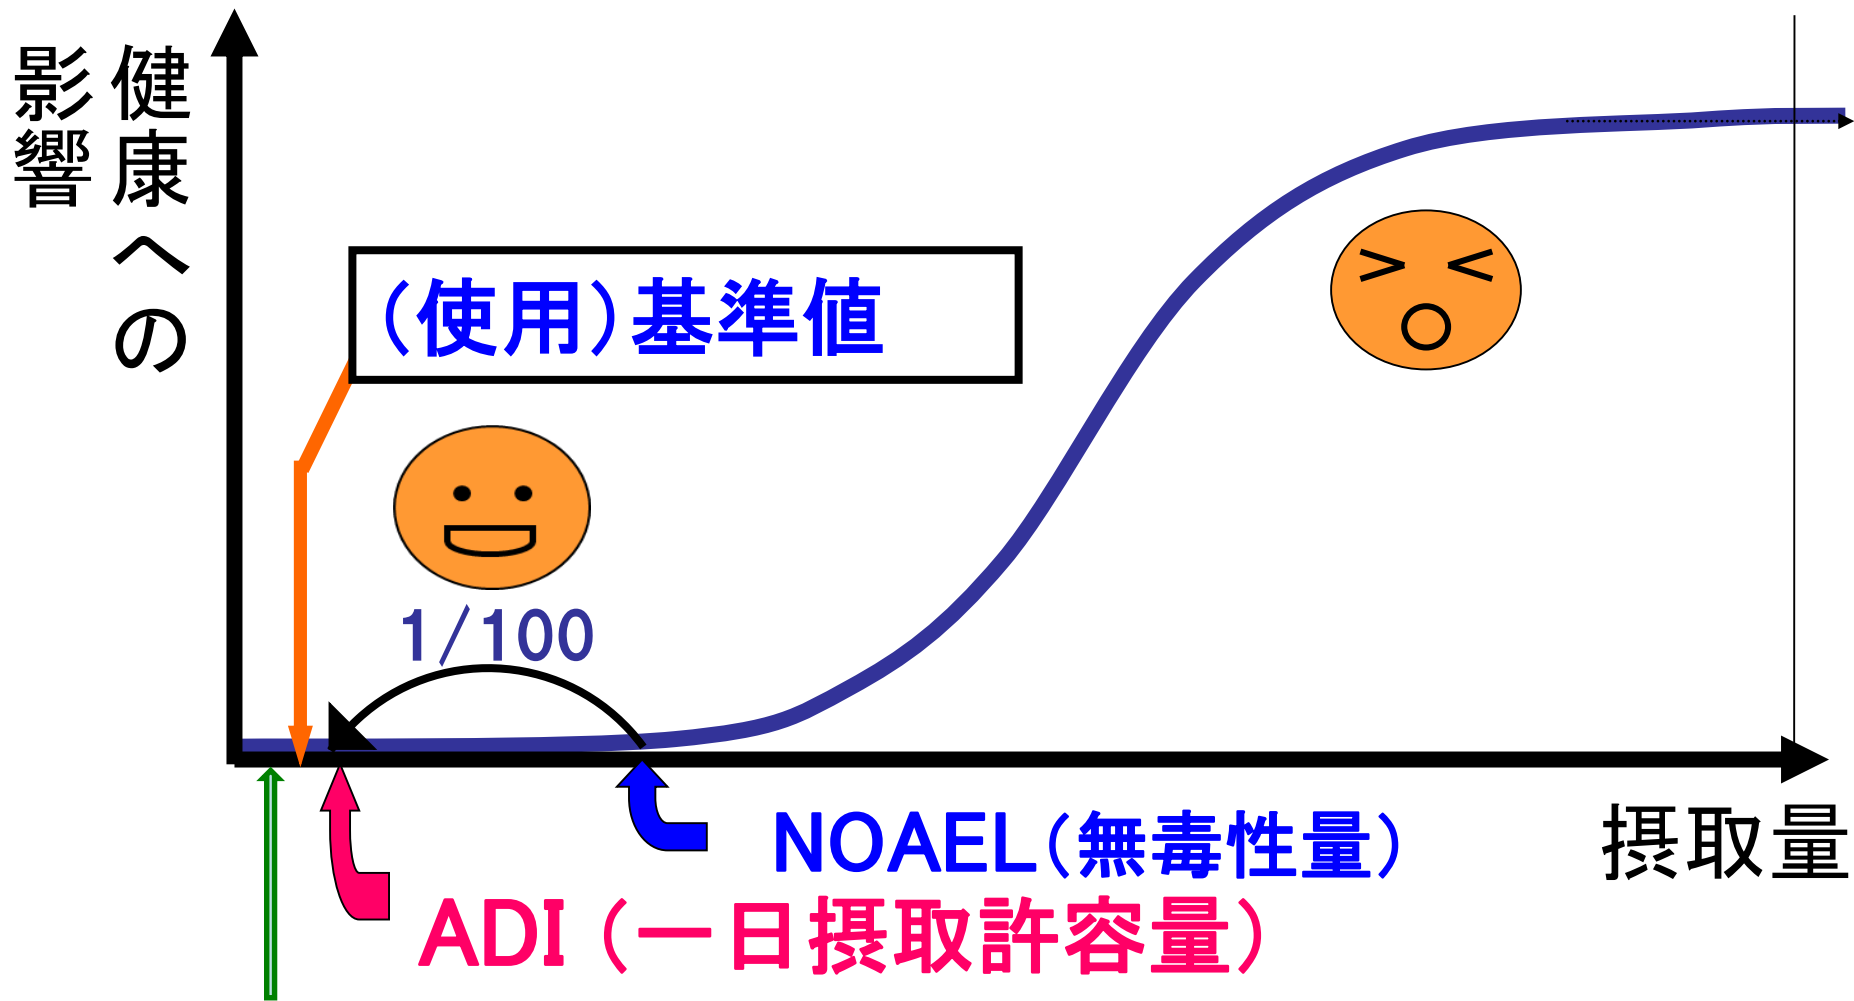 健康への
影響
（使用）基準値
1/100
NOAEL（無毒性量）
摂取量
ADI（一日摂取許容量）